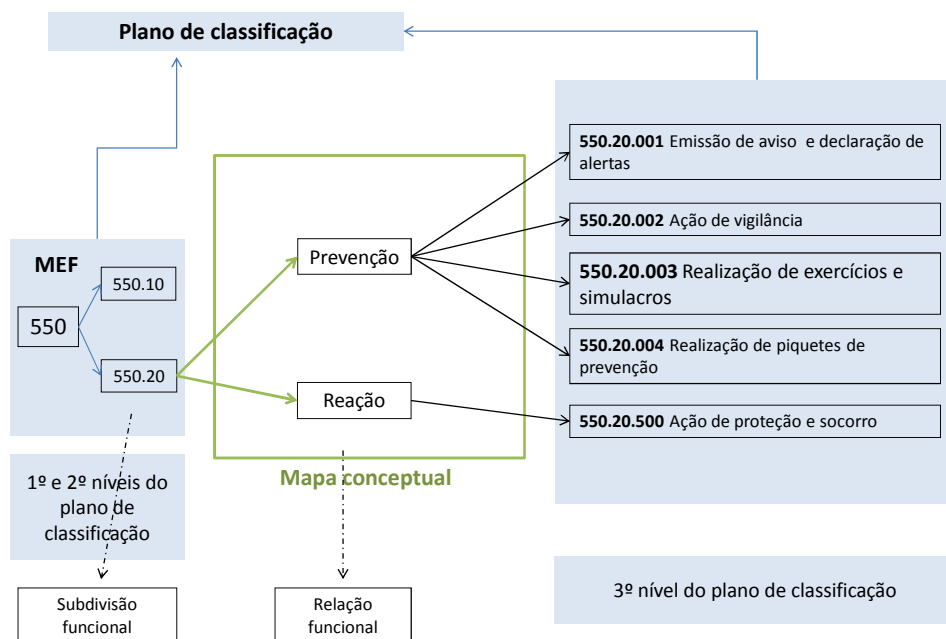 Plano de classificação
MEF
550
550.10
550.20
1º e 2º níveis do
plano de
classificação
Subdivisão
funcional
Prevenção
Reação
Mapa conceptual
Relação
funcional
550.20.001 Emissão de aviso e declaração de
alertas
550.20.002 Ação de vigilância
550.20.003 Realização de exercícios e
simulacros
550.20.004 Realização de piquetes de
prevenção
550.20.500 Ação de proteção e socorro
3º nível do plano de classificação